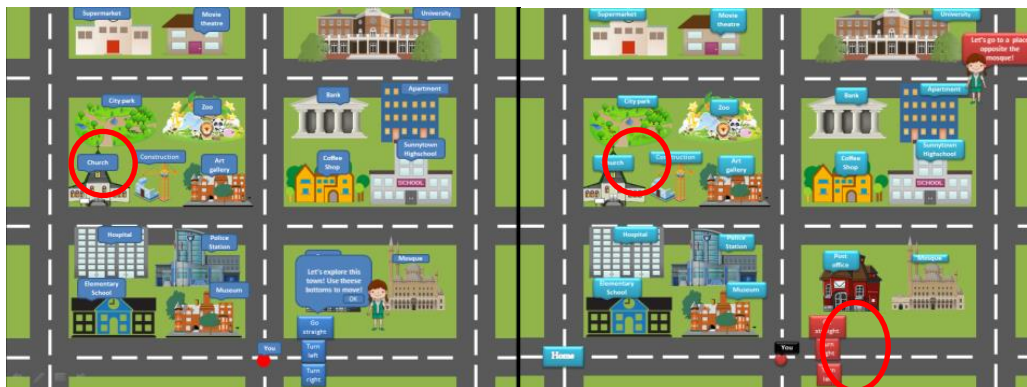 Supermarket
Movie
theatre
University
City park
Zoo
Bank
Apartment
Church
Construction
Art
gallery
Coffee
Shop
Sunnytown
Highschool
SCHOOL
Hospital
Police
Station
Mosque
Let's explore this
town! Use theese
bottoms to move!
OK
Elementary
School
Museum
Go
straight
You
Turn
left
Turn
right
Supermarket
Movie
theatre
University
Let's go to a place
opposite the
mosque!
City park
Zoo
Bank
Apartment
Church
Construction
Art
gallery
Coffee
Shop
Sunnytown
Highschool
SCHOOL
Hospital
Police
Station
Post
office
Mosque
Elementary
School
Museum
straight
Home
You
Turn